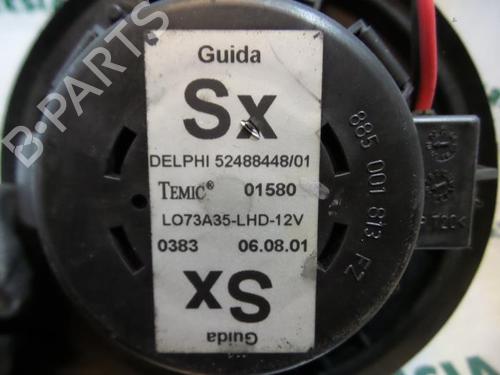 Guida
Sx
DELPHI 52488448/01
TEMIC® 01580
LO73A35-LHD-12V
0383 06.08.01
Sx
Guida
885 001 813 FZ
B-PARTS